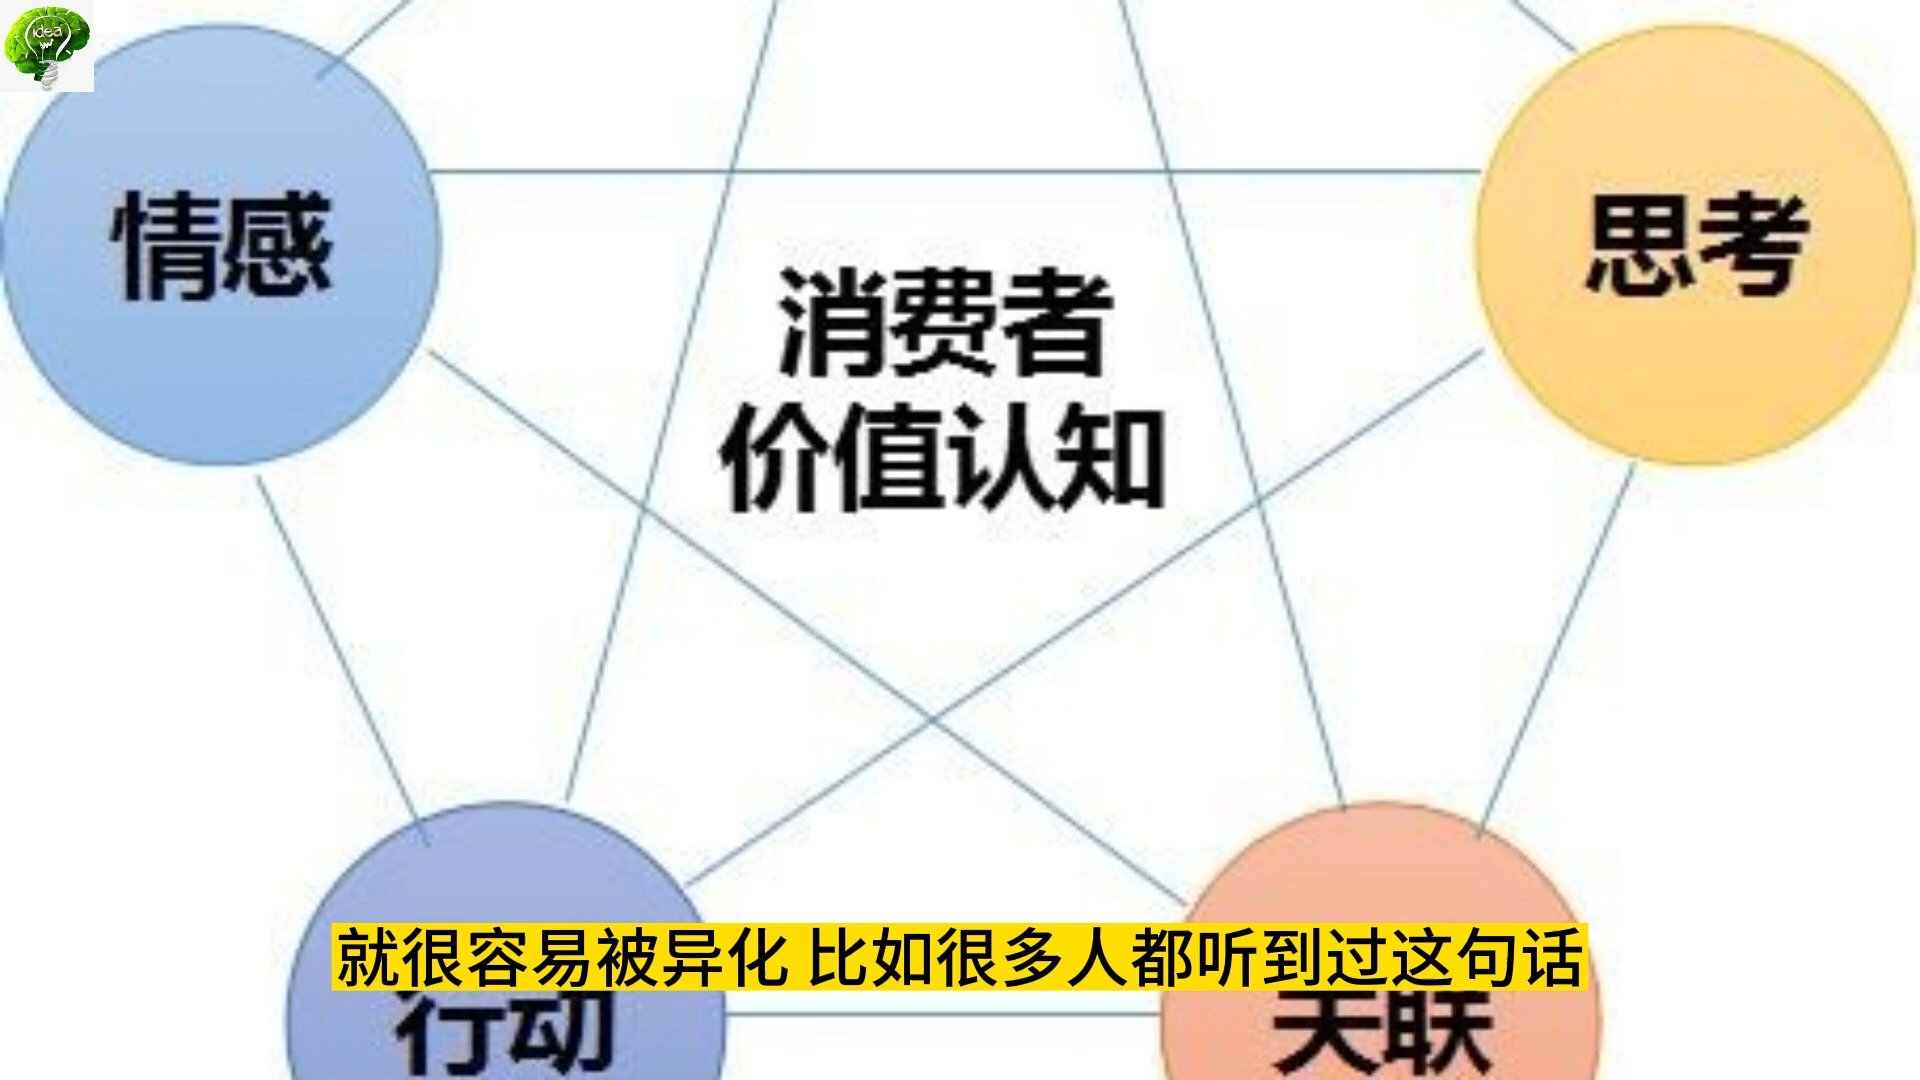 idea
情感
思考
消费者
价值认知
就很容易被异化 比如很多人都听到过这句话
行动
关联